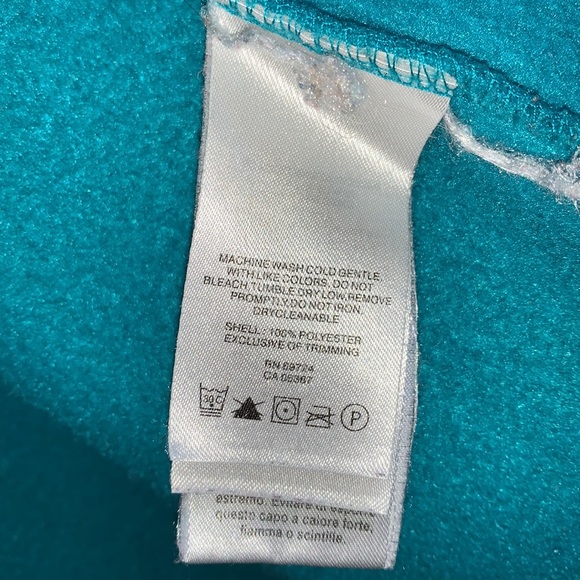 MACHINE WASH COLD GENTLE,
WITH LIKE COLORS, DO NOT
BLEACH,TUMBLE DRY LOW,REMOVE
PROMPTLY,DO NOT IRON,
DRYCLEANABLE
SHELL: 100% POLYESTER
EXCLUSIVE OF TRIMMING
RN 69724
CA 05367
30 C
P
estremo. Evitare di esporre
questo capo a calore forte,
fiamma o scintille.